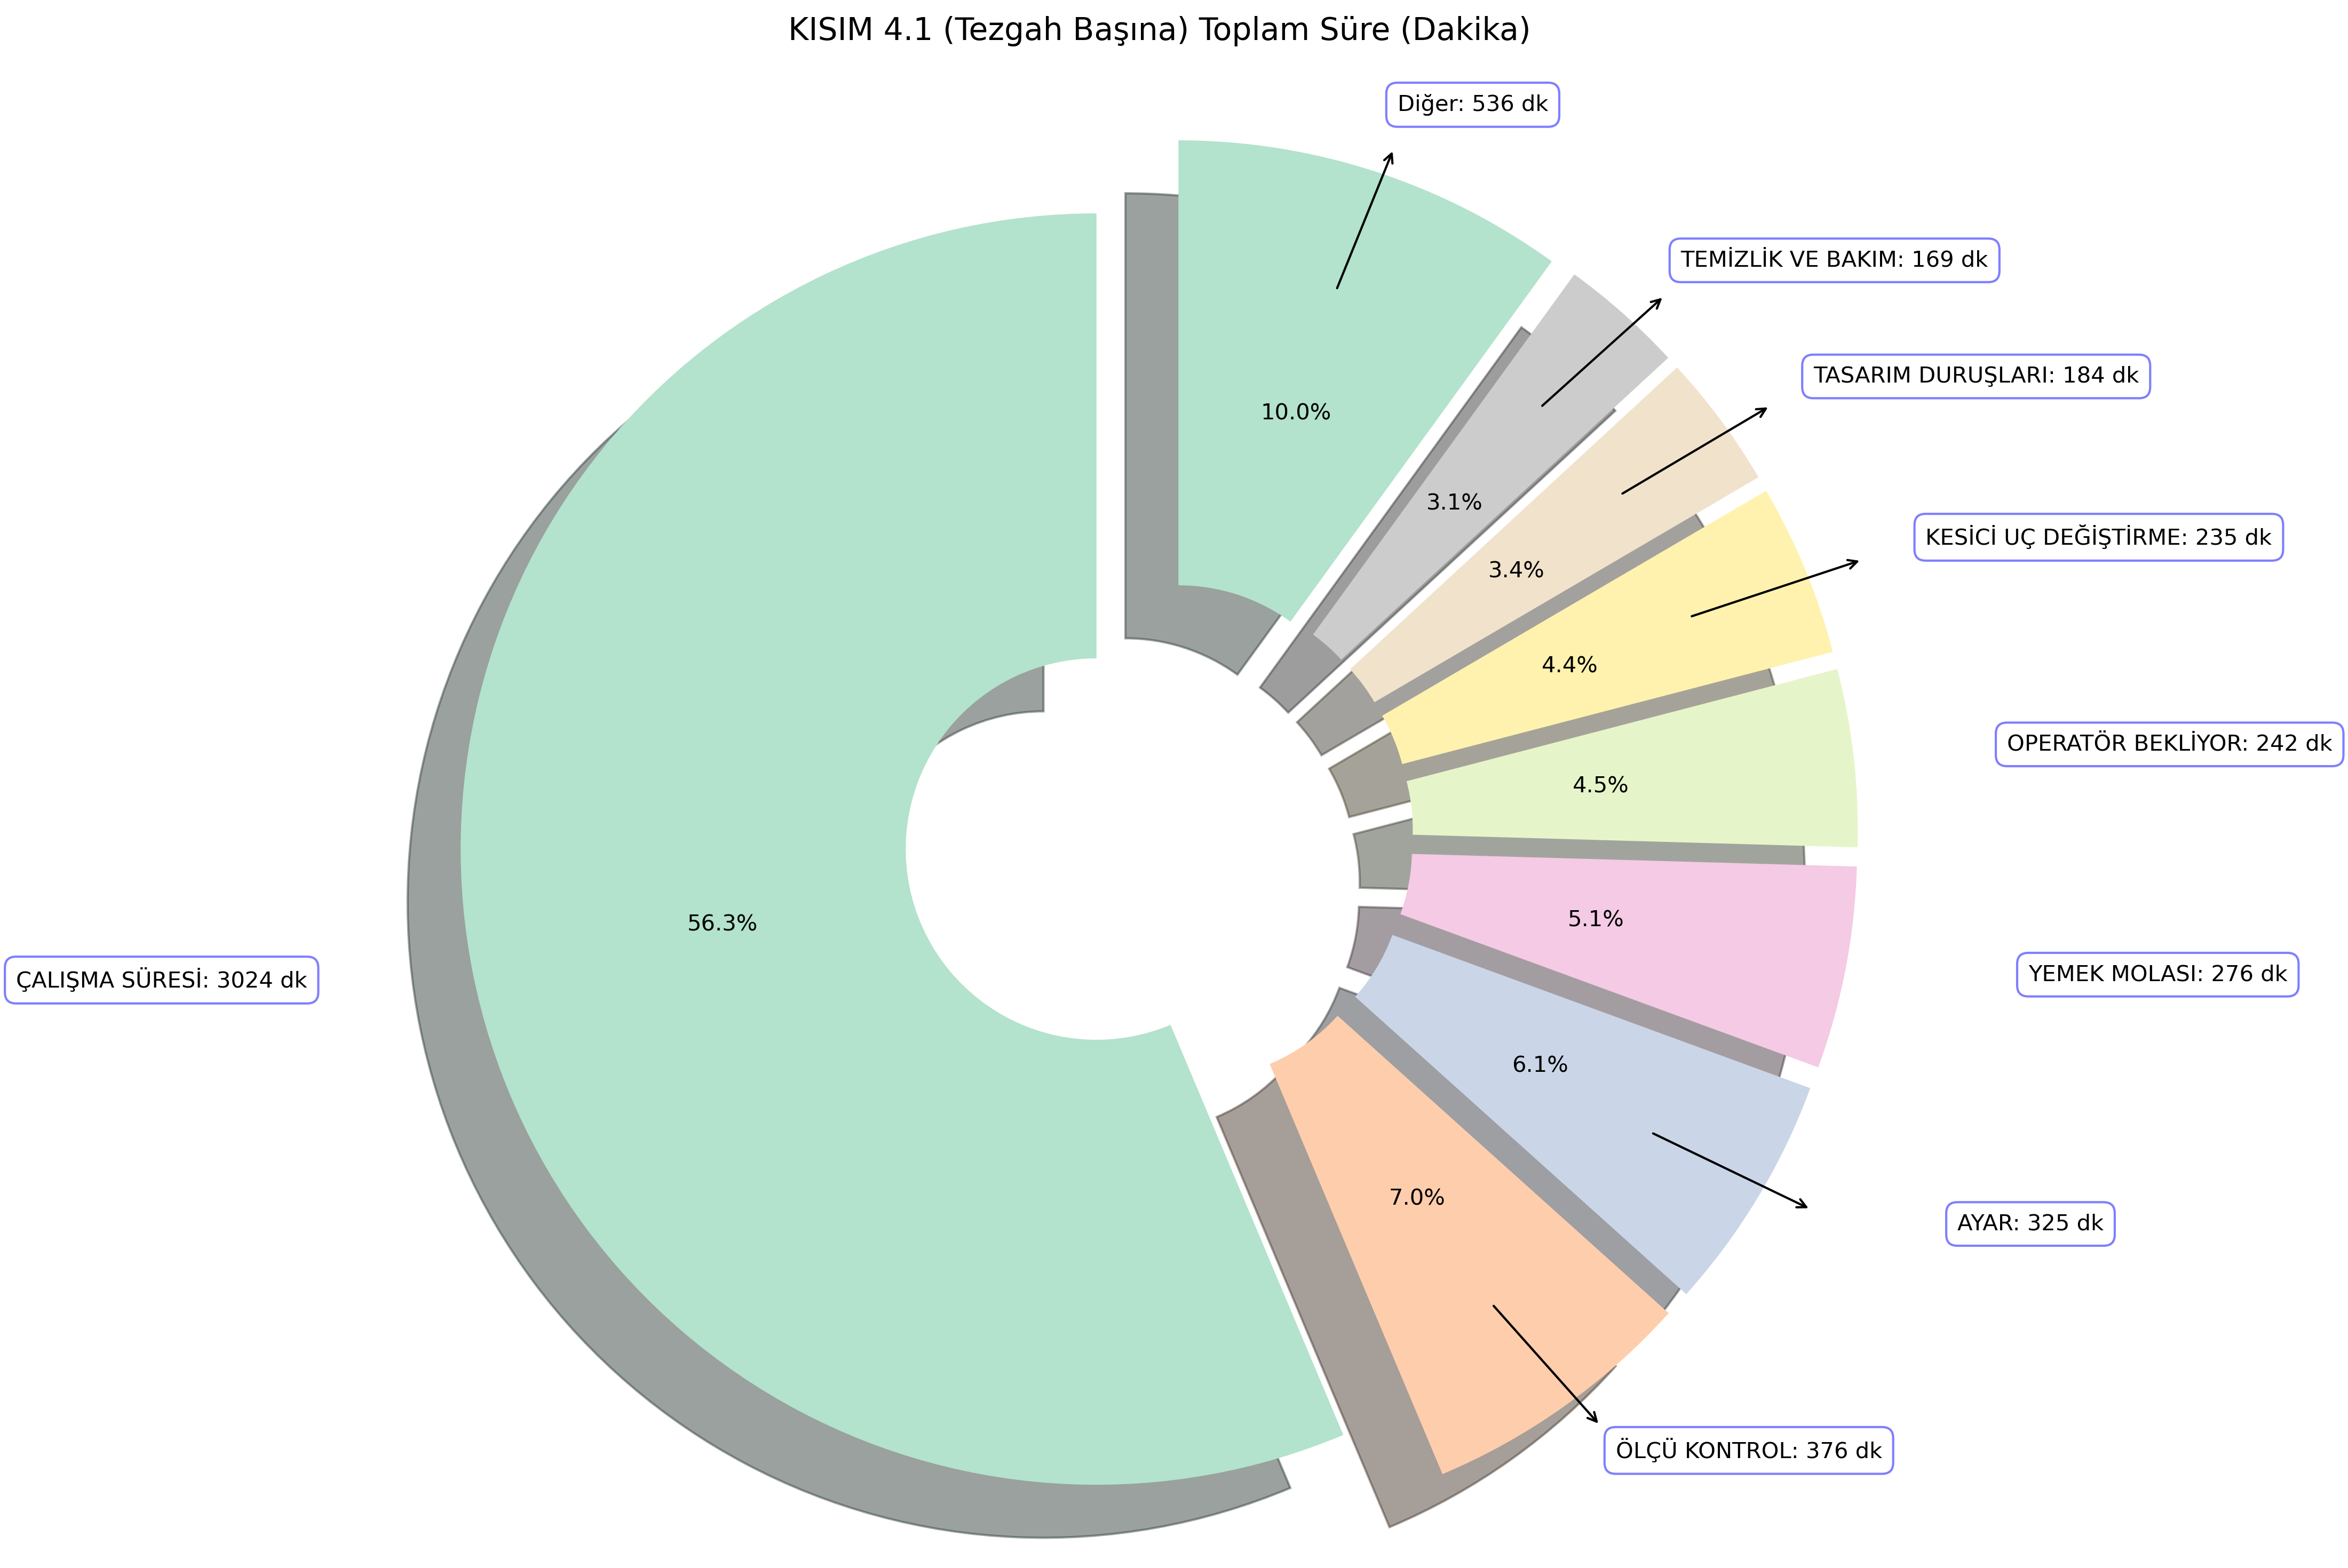 KISIM 4.1 (Tezgah Başına) Toplam Süre (Dakika)
Diğer: 536 dk
TEMİZLİK VE BAKIM: 169 dk
TASARIM DURUŞLARI: 184 dk
10.0%
3.1%
KESİCİ UÇ DEĞİŞTİRME: 235 dk
3.4%
4.4%
OPERATÖR BEKLİYOR: 242 dk
4.5%
56.3%
5.1%
ÇALIŞMA SÜRESİ: 3024 dk
YEMEK MOLASI: 276 dk
6.1%
7.0%
AYAR: 325 dk
ÖLÇÜ KONTROL: 376 dk